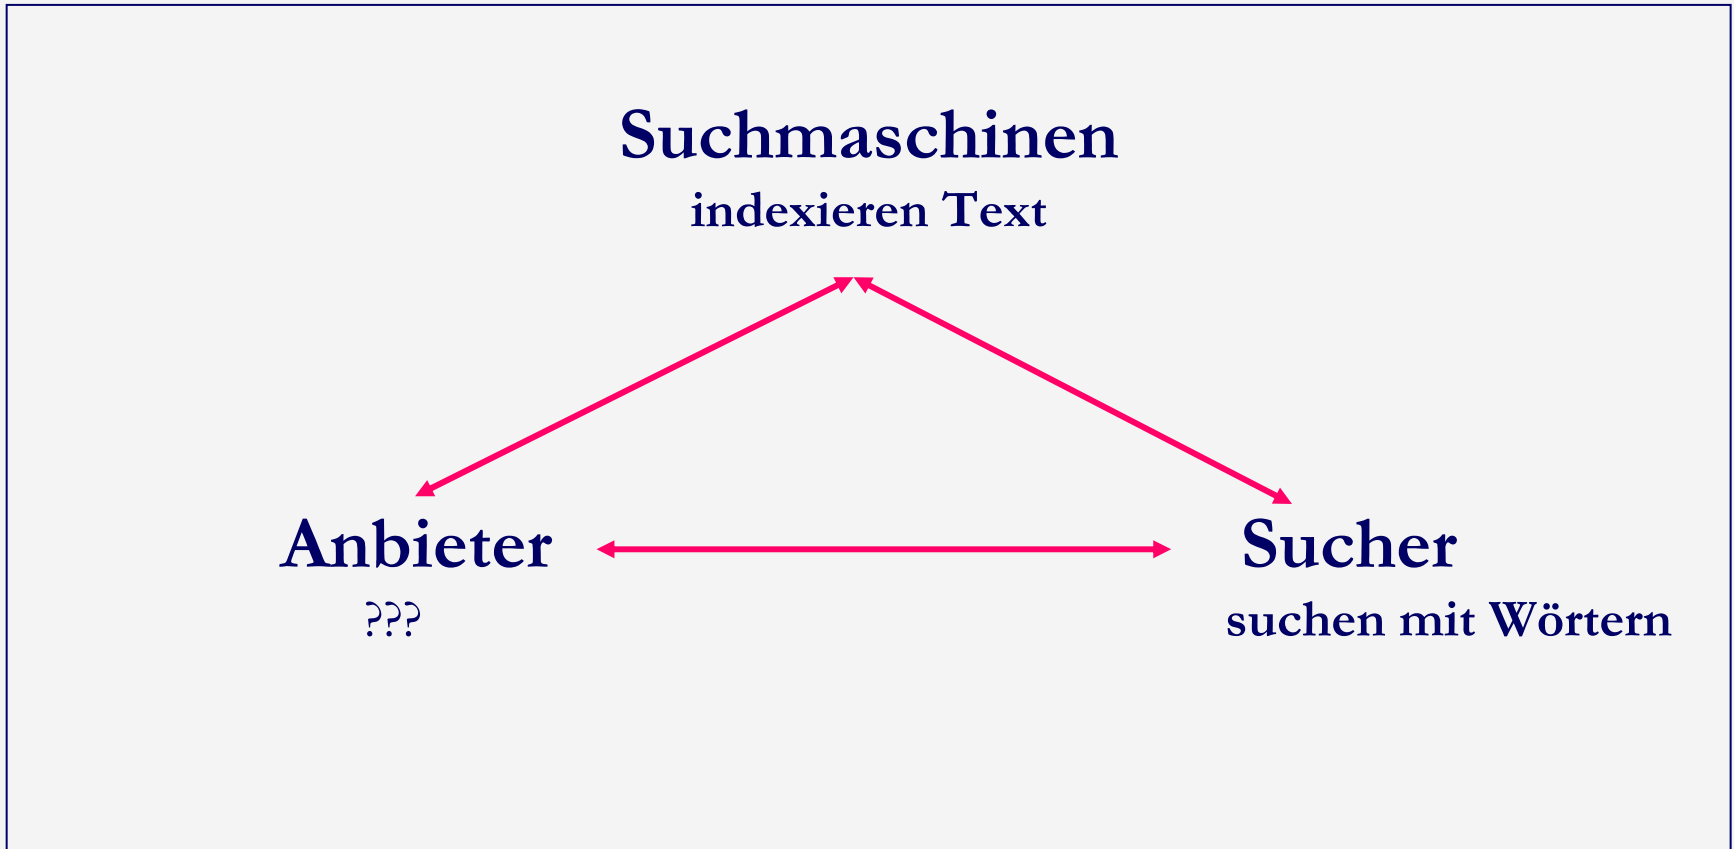 Suchmaschinen
indexieren Text
Anbieter
Sucher
???
suchen mit Wörtern